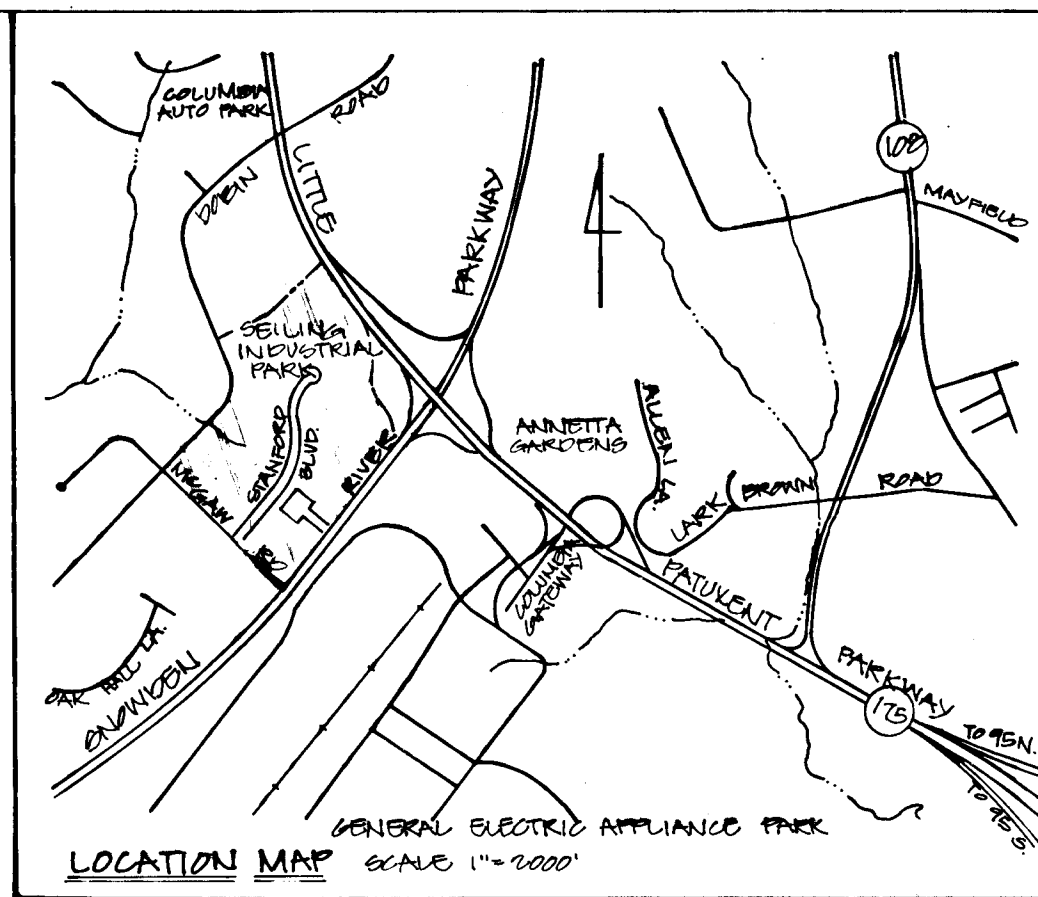 COLUMBIA
AUTO PARK
DOBIN ROAD
LITTLE
PARKWAY
108
MAYFIELD
SEILING
INDUSTRIAL
PARK
STANFORD
BLVD.
RIVER
McGAW
ANNETTA
GARDENS
ALLEN LA.
LARK BROWN ROAD
COLUMBIA
GATEWAY
PATUXENT
PARKWAY
175
TO 95N.
TO 95 S.
OAK HALL LA.
SNOWDEN
GENERAL ELECTRIC APPLIANCE PARK
LOCATION MAP SCALE 1"=2000'